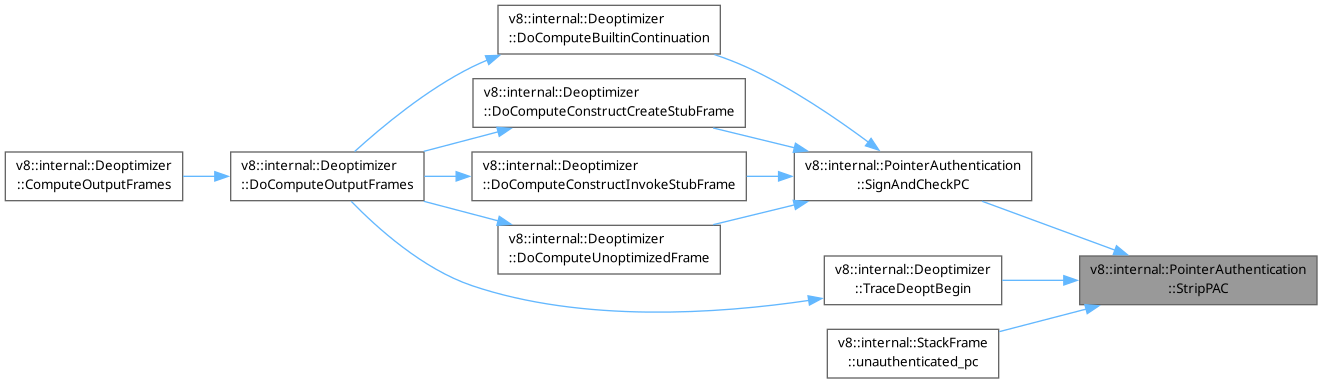 v8::internal::Deoptimizer
::DoComputeBuiltinContinuation
v8::internal::Deoptimizer
::DoComputeConstructCreateStubFrame
v8::internal::Deoptimizer
::ComputeOutputFrames
v8::internal::Deoptimizer
::DoComputeOutputFrames
v8::internal::Deoptimizer
::DoComputeConstructInvokeStubFrame
v8::internal::PointerAuthentication
::SignAndCheckPC
v8::internal::Deoptimizer
::DoComputeUnoptimizedFrame
v8::internal::Deoptimizer
::TraceDeoptBegin
v8::internal::PointerAuthentication
::StripPAC
v8::internal::StackFrame
::unauthenticated_pc